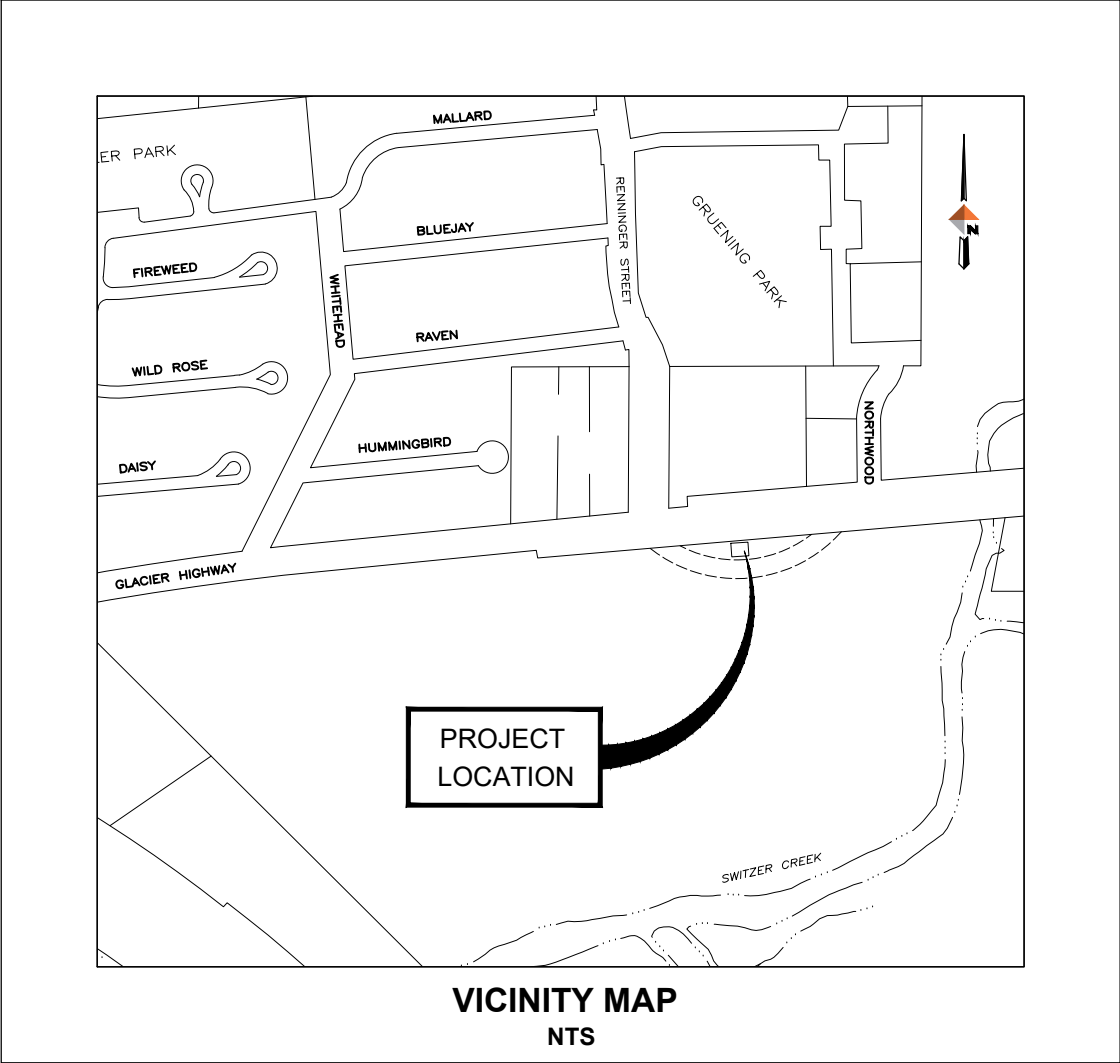 MALLARD
ER PARK
RENNINGER STREET
GRUENING PARK
BLUEJAY
N
FIREWEED
WHITEHEAD
RAVEN
WILD ROSE
NORTHWOOD
HUMMINGBIRD
DAISY
GLACIER HIGHWAY
PROJECT
LOCATION
SWITZER CREEK
VICINITY MAP
NTS